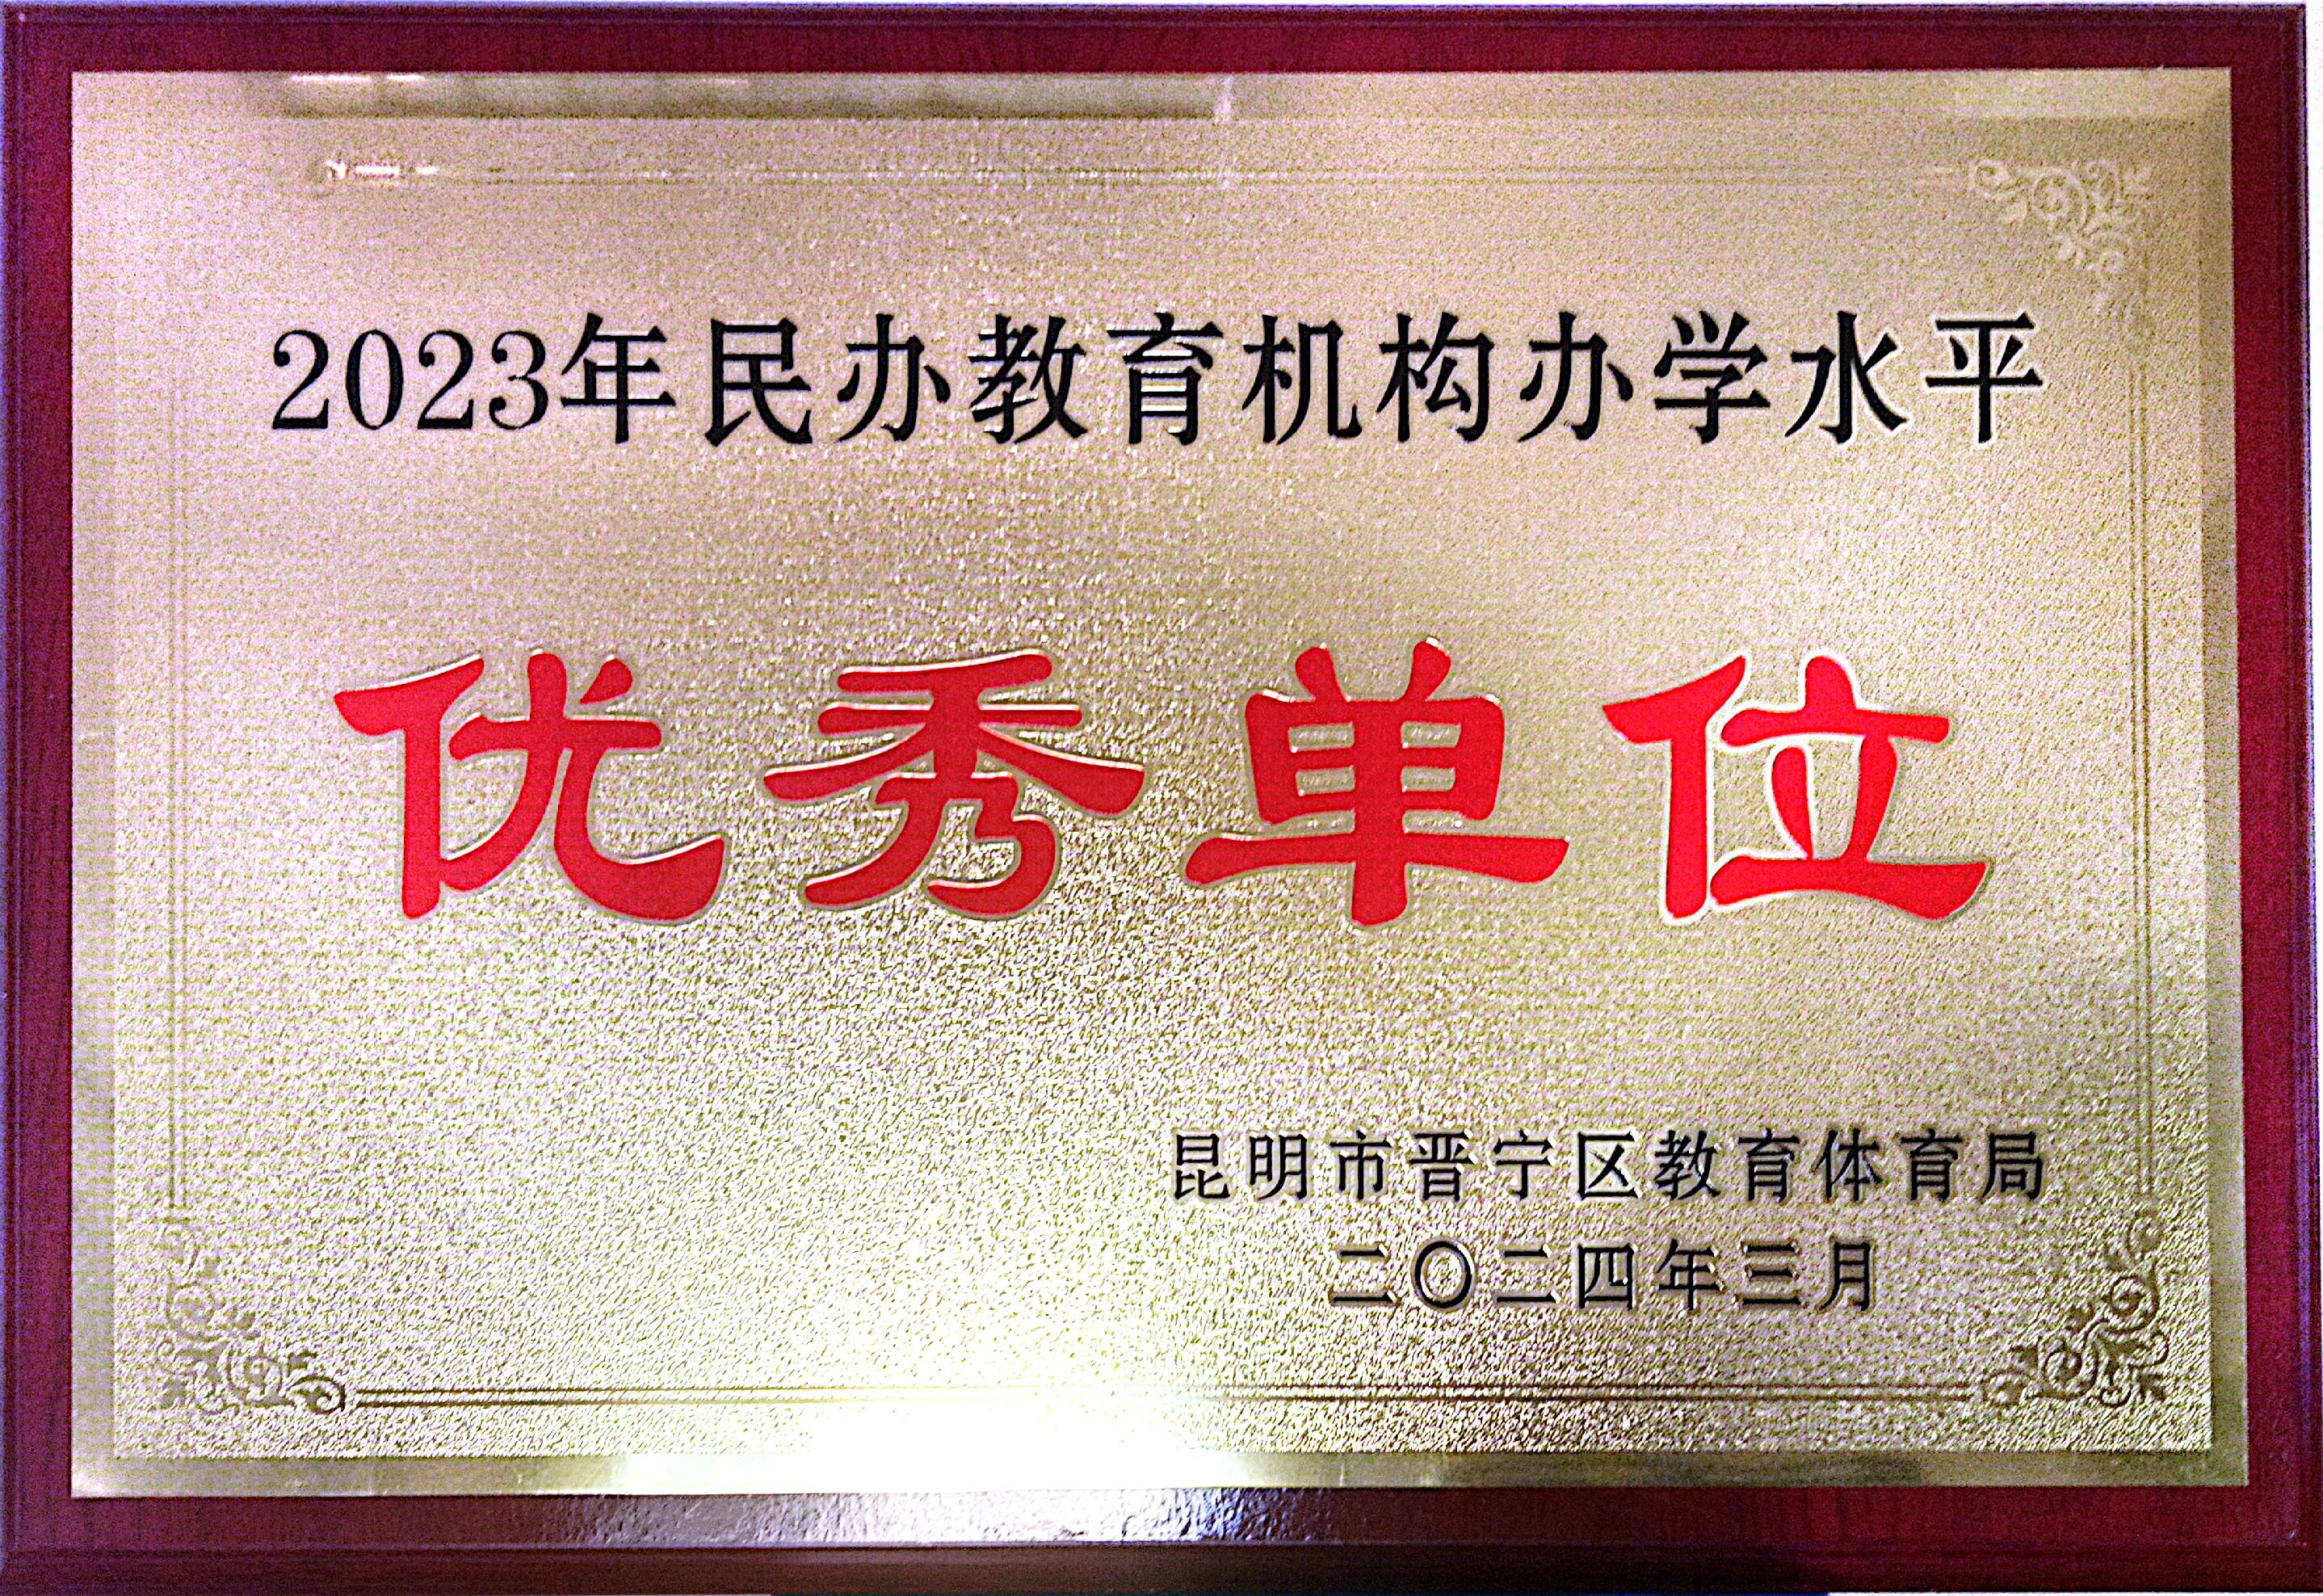 2023年民办教育机构办学水平
优秀单位
昆明市晋宁区教育体育局
二〇二四年三月